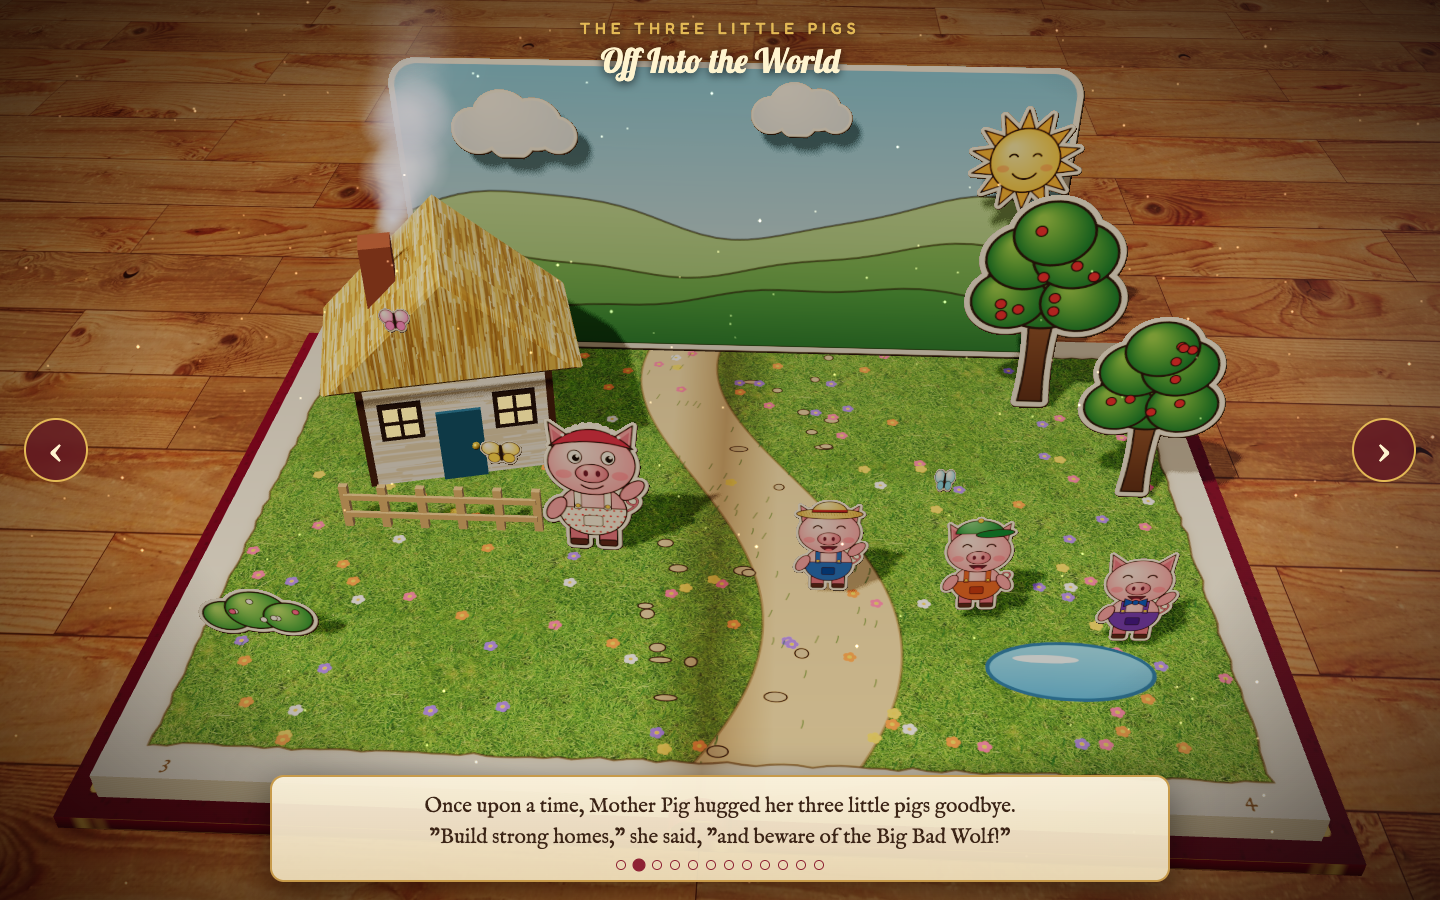 THE THREE LITTLE PIGS
Off Into the World
3
4
Once upon a time, Mother Pig hugged her three little pigs goodbye.
”Build strong homes,” she said, ”and beware of the Big Bad Wolf!”